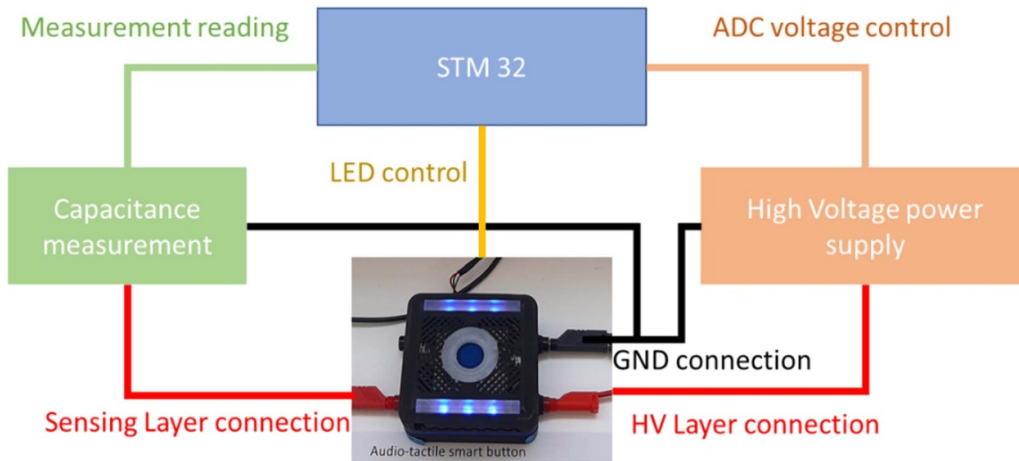 Measurement reading
STM 32
ADC voltage control
LED control
Capacitance
measurement
High Voltage power
supply
GND connection
Sensing Layer connection
HV Layer connection
Audio-tactile smart button